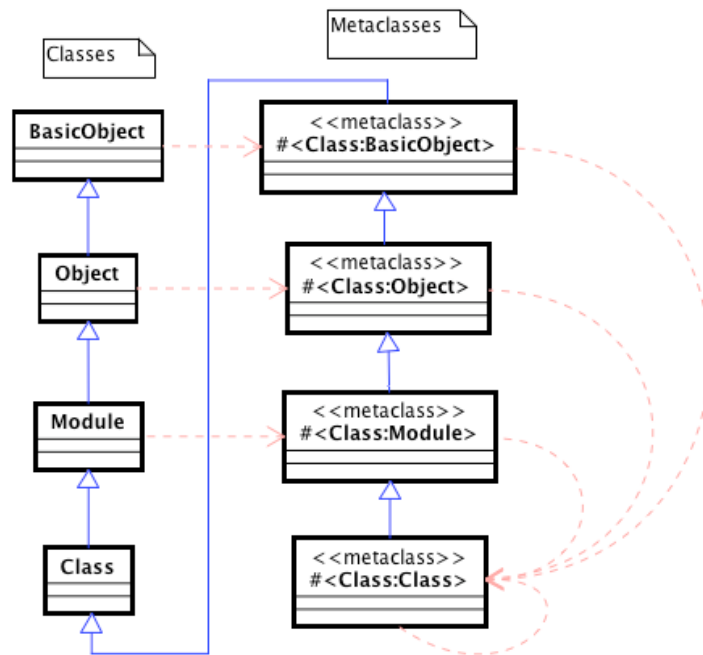 Classes
Metaclasses
BasicObject
<<metaclass>>
#<Class:BasicObject>
Object
<<metaclass>>
#<Class:Object>
Module
<<metaclass>>
#<Class:Module>
Class
<<metaclass>>
#<Class:Class>